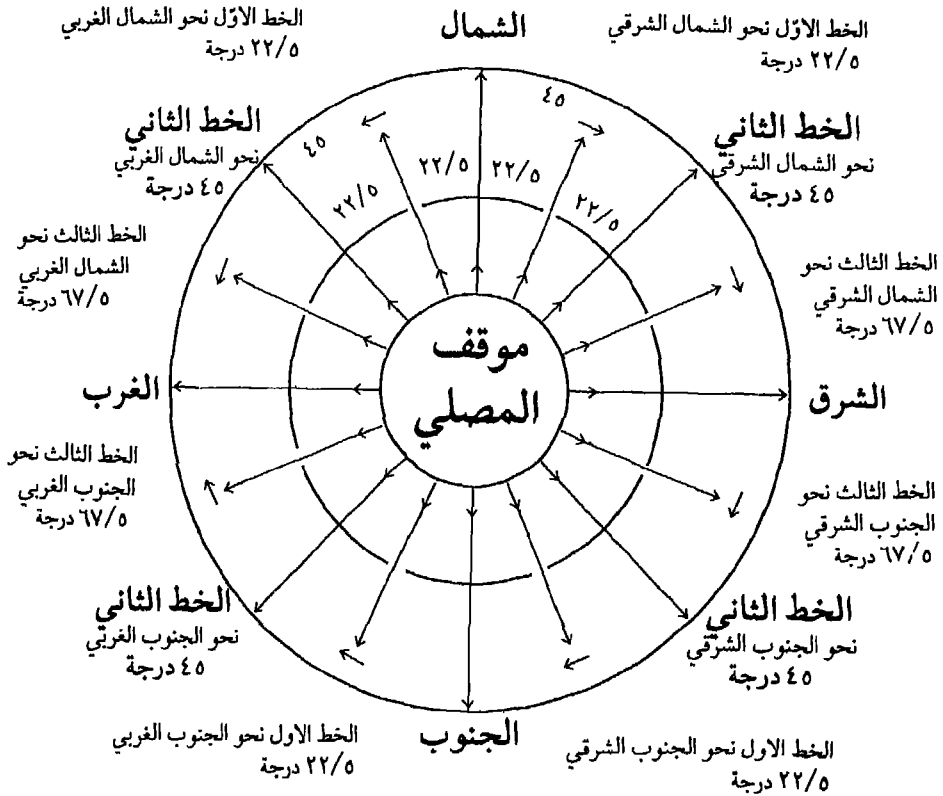 الشمال
الخط الاوّل نحو الشمال الشرقي
٢٢/٥ درجة
الخط الاوّل نحو الشمال الغربي
٢٢/٥ درجة
٤٥
٤٥
الخط الثاني
نحو الشمال الشرقي
٤٥ درجة
الخط الثاني
نحو الشمال الغربي
٤٥ درجة
٢٢/٥
٢٢/٥
٢٢/٥
٢٢/٥
الخط الثالث نحو
الشمال الشرقي
٦٧/٥ درجة
الخط الثالث نحو
الشمال الغربي
٦٧/٥ درجة
موقف
المصلي
الشرق
الغرب
الخط الثالث نحو
الجنوب الشرقي
٦٧/٥ درجة
الخط الثالث نحو
الجنوب الغربي
٦٧/٥ درجة
الخط الثاني
نحو الجنوب الشرقي
٤٥ درجة
الخط الثاني
نحو الجنوب الغربي
٤٥ درجة
الجنوب
الخط الاول نحو الجنوب الشرقي
٢٢/٥ درجة
الخط الاول نحو الجنوب الغربي
٢٢/٥ درجة